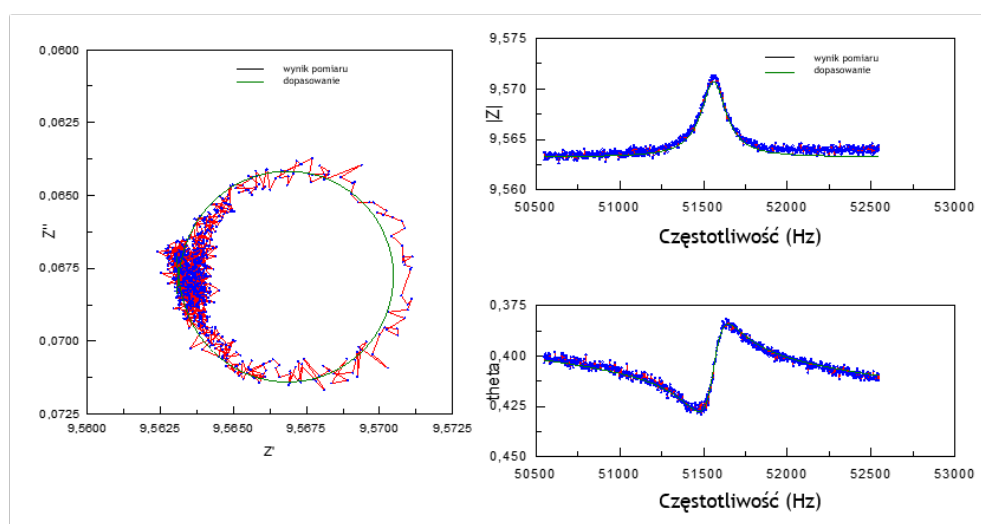 0,0600
wynik pomiaru
dopasowanie
0,0625
0,0650
Z''
0,0675
0,0700
0,0725
9,5600 9,5625 9,5650 9,5675 9,5700 9,5725
Z'
9,575
wynik pomiaru
dopasowanie
9,570
|Z|
9,565
9,560
50500 51000 51500 52000 52500 53000
Częstotliwość (Hz)
0,375
0,400
theta
0,425
0,450
50500 51000 51500 52000 52500 53000
Częstotliwość (Hz)